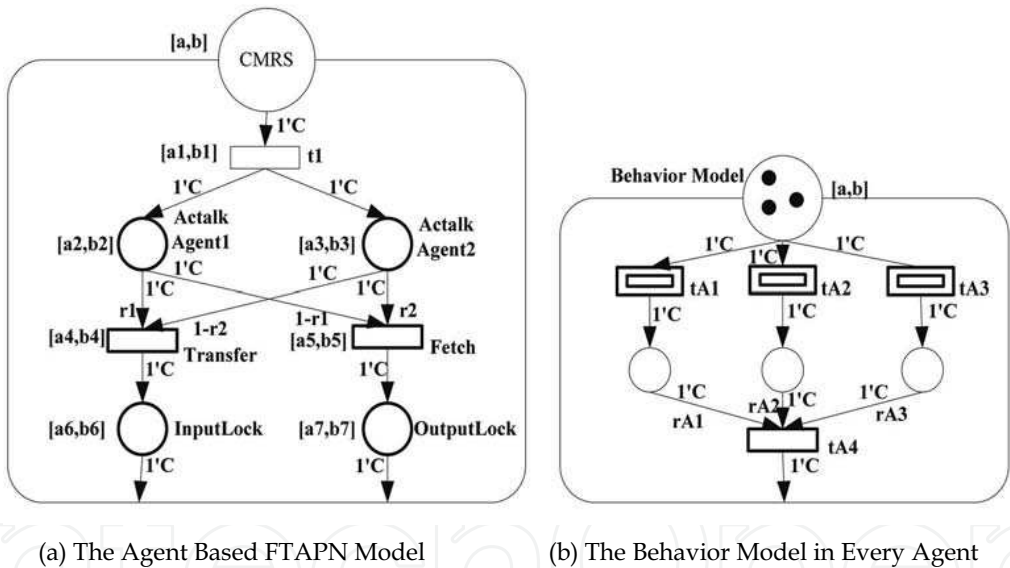 [a,b]
CMRS
1'C
[a1,b1]
t1
1'C
1'C
Actalk
Agent1
[a2,b2]
Actalk
Agent2
[a3,b3]
1'C
1'C
1'C
1'C
r1
1-r2
1-r1
r2
[a4,b4]
Transfer
[a5,b5]
Fetch
1'C
1'C
[a6,b6]
InputLock
[a7,b7]
OutputLock
1'C
1'C
(a) The Agent Based FTAPN Model
Behavior Model
[a,b]
1'C
1'C
1'C
tA1
tA2
tA3
1'C
1'C
1'C
1'C
1'C
1'C
rA1
rA2
rA3
tA4
1'C
(b) The Behavior Model in Every Agent